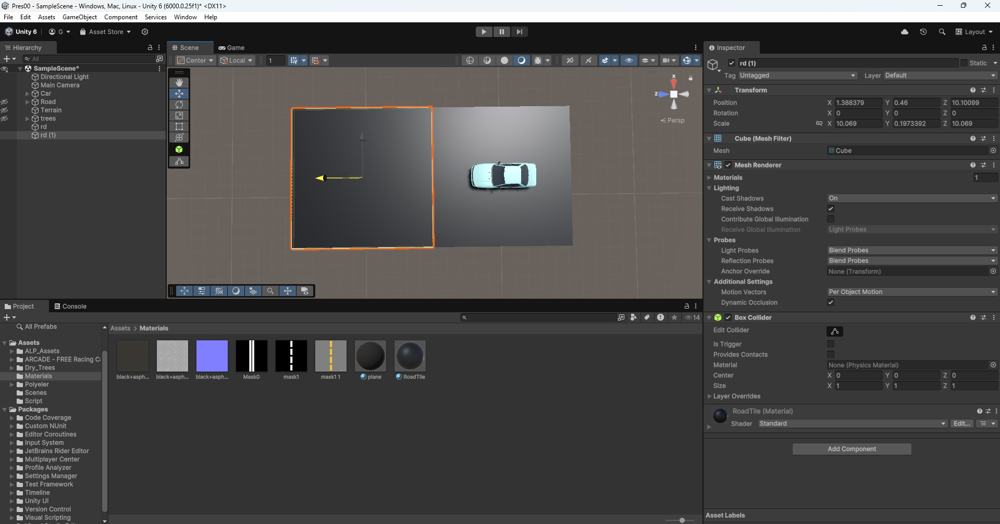 Pres00 - SampleScene - Windows, Mac, Linux - Unity 6 (6000.0.25f1)* <DX11>
File Edit Assets GameObject Component Services Window Help
Unity 6 G Asset Store Layout
Hierarchy
All
SampleScene*
Directional Light
Main Camera
Car
Road
Terrain
trees
rd
rd (1)
Scene Game
Center Local 1 2D
x
z
Persp
Inspector
rd (1) Static
Tag Untagged Layer Default
Transform
Position X 1.388379 Y 0.46 Z 10.10099
Rotation X 0 Y 0 Z 0
Scale X 10.069 Y 0.1973392 Z 10.069
Cube (Mesh Filter)
Mesh Cube
Mesh Renderer
Materials 1
Lighting
Cast Shadows On
Receive Shadows
Contribute Global Illumination
Receive Global Illumination Light Probes
Probes
Light Probes Blend Probes
Reflection Probes Blend Probes
Anchor Override None (Transform)
Additional Settings
Motion Vectors Per Object Motion
Dynamic Occlusion
Box Collider
Edit Collider
Is Trigger
Provides Contacts
Material None (Physics Material)
Center X 0 Y 0 Z 0
Size X 1 Y 1 Z 1
Layer Overrides
RoadTile (Material)
Shader Standard Edit...
Add Component
Asset Labels
Project Console
14
All Prefabs
Assets
ALP_Assets
ARCADE - FREE Racing C
Dry_Trees
Materials
Polyeler
Scenes
Script
Packages
Code Coverage
Custom NUnit
Editor Coroutines
Input System
JetBrains Rider Editor
Multiplayer Center
Profile Analyzer
Settings Manager
Test Framework
Timeline
Unity UI
Version Control
Visual Scripting
Assets > Materials
black+asph... black+asph... black+asph... Mask0 mask1 mask1 1 plane RoadTile